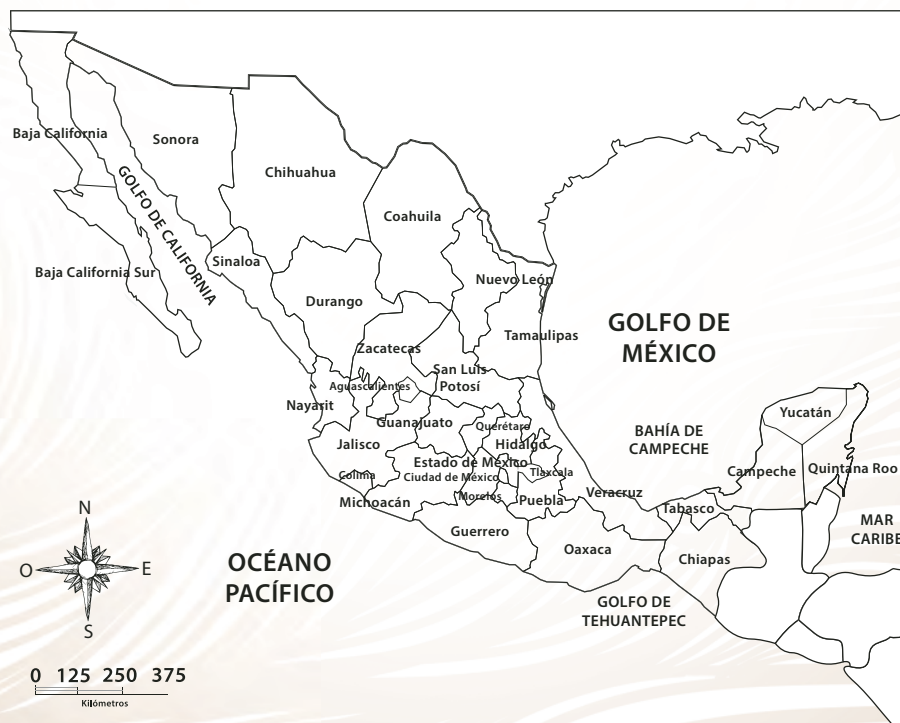 Baja California
Sonora
Chihuahua
Coahuila
GOLFO DE CALIFORNIA
Baja California Sur
Sinaloa
Nuevo León
Durango
Tamaulipas
GOLFO DE
MÉXICO
Zacatecas
San Luis
Potosí
Aguascalientes
Nayarit
Guanajuato
Querétaro
Yucatán
Jalisco
Hidalgo
BAHÍA DE
CAMPECHE
Estado de México
Ciudad de México
Tlaxcala
Campeche
Quintana Roo
Colima
Michoacán
Morelos
Puebla
Veracruz
Tabasco
MAR
CARIBE
Guerrero
Oaxaca
Chiapas
OCÉANO
PACÍFICO
GOLFO DE
TEHUANTEPEC
N
O
E
S
0 125 250 375
Kilómetros